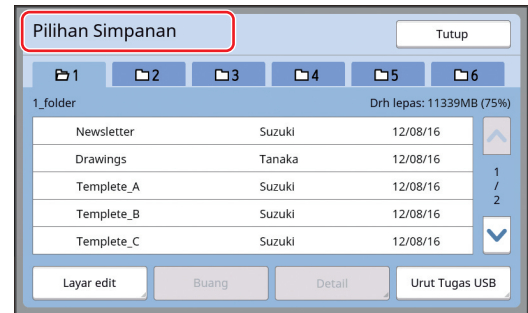 Pilihan Simpanan
Tutup
1 2 3 4 5 6
1_folder Drh lepas: 11339MB (75%)
Newsletter Suzuki 12/08/16
Drawings Tanaka 12/08/16
Templete_A Suzuki 12/08/16
Templete_B Suzuki 12/08/16
Templete_C Suzuki 12/08/16
1
/
2
Layar edit Buang Detail Urut Tugas USB